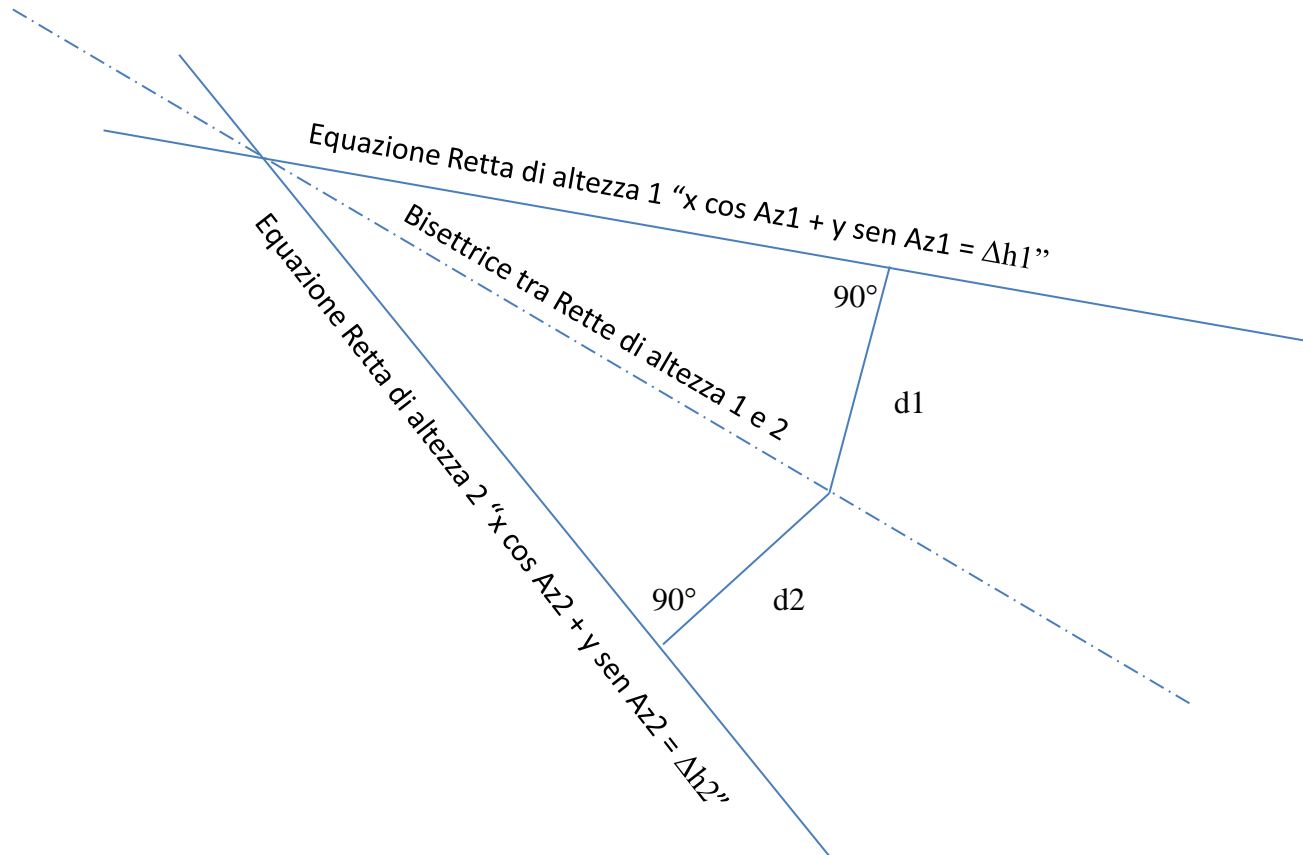 Equazione Retta di altezza 1 “x cos Az1 + y sen Az1 = Δh1”
Bisettrice tra Rette di altezza 1 e 2
Equazione Retta di altezza 2 “x cos Az2 + y sen Az2 = Δh2”
90°
d1
90°
d2